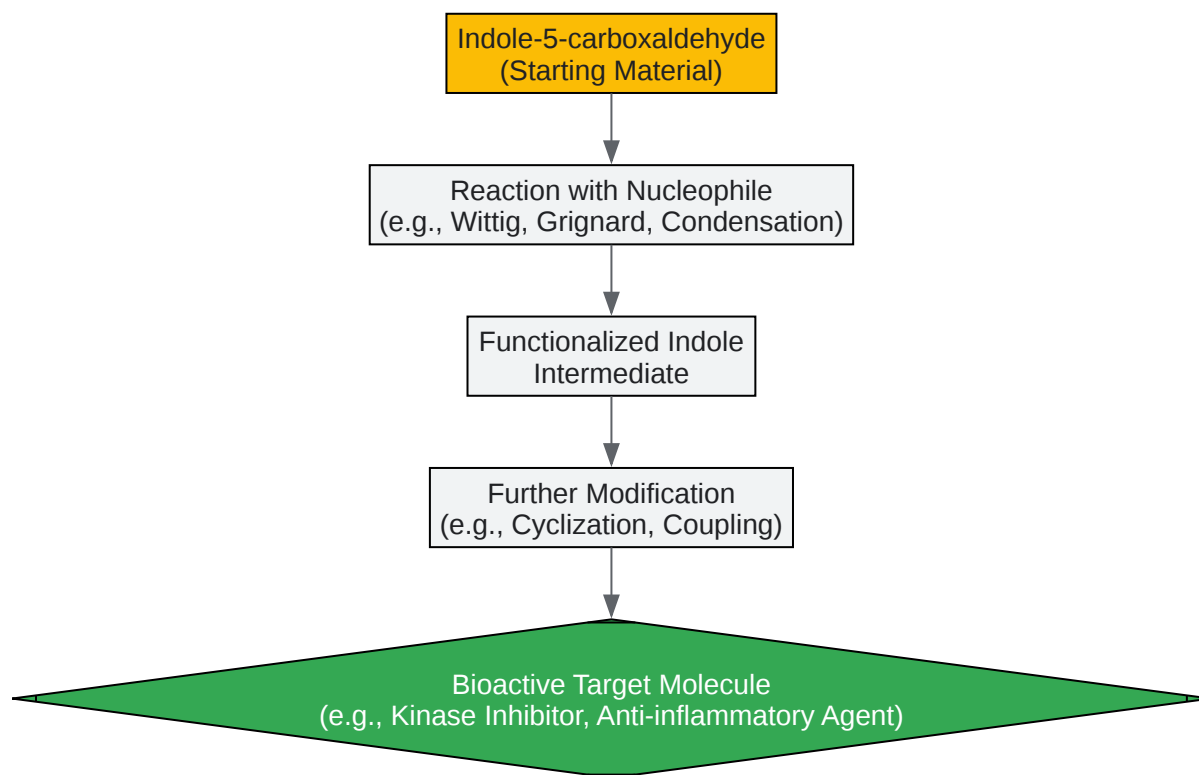 Indole-5-carboxaldehyde
(Starting Material)
Reaction with Nucleophile
(e.g., Wittig, Grignard, Condensation)
Functionalized Indole
Intermediate
Further Modification
(e.g., Cyclization, Coupling)
Bioactive Target Molecule
(e.g., Kinase Inhibitor, Anti-inflammatory Agent)